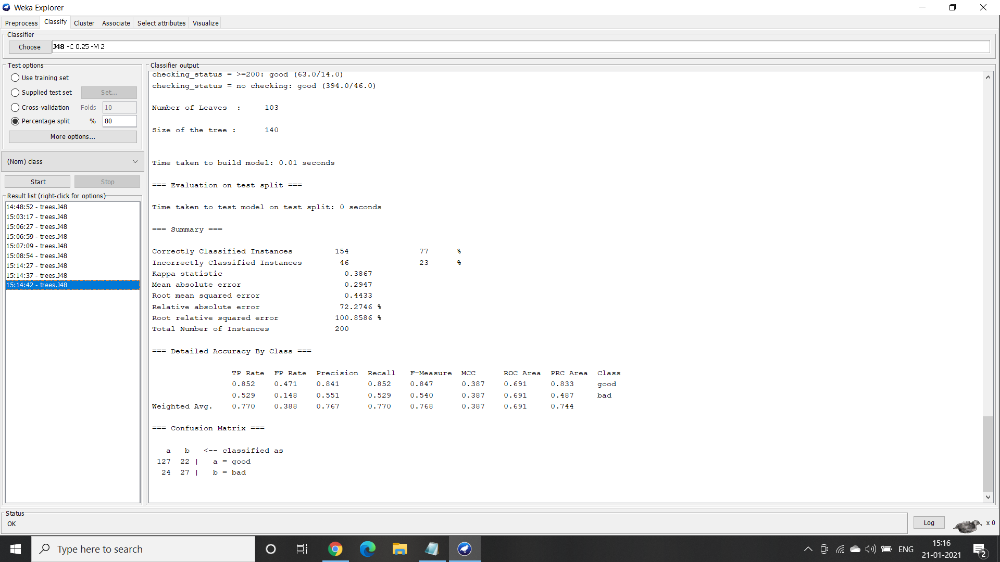 Weka Explorer
Preprocess Classify Cluster Associate Select attributes Visualize
Classifier
Choose J48 -C 0.25 -M 2
Test options
Use training set
Supplied test set Set...
Cross-validation Folds 10
Percentage split % 80
More options...
(Nom) class
Start Stop
Result list (right-click for options)
14:48:52 - trees.J48
15:03:17 - trees.J48
15:06:27 - trees.J48
15:06:59 - trees.J48
15:07:09 - trees.J48
15:08:54 - trees.J48
15:14:27 - trees.J48
15:14:37 - trees.J48
15:14:42 - trees.J48
Classifier output
checking_status = >=200: good (63.0/14.0)
checking_status = no checking: good (394.0/46.0)
Number of Leaves : 103
Size of the tree : 140
Time taken to build model: 0.01 seconds
=== Evaluation on test split ===
Time taken to test model on test split: 0 seconds
=== Summary ===
Correctly Classified Instances 154 77 %
Incorrectly Classified Instances 46 23 %
Kappa statistic 0.3867
Mean absolute error 0.2947
Root mean squared error 0.4433
Relative absolute error 72.2746 %
Root relative squared error 100.8586 %
Total Number of Instances 200
=== Detailed Accuracy By Class ===
TP Rate FP Rate Precision Recall F-Measure MCC ROC Area PRC Area Class
0.852 0.471 0.841 0.852 0.847 0.387 0.691 0.833 good
0.529 0.148 0.551 0.529 0.540 0.387 0.691 0.487 bad
Weighted Avg. 0.770 0.388 0.767 0.770 0.768 0.387 0.691 0.744
=== Confusion Matrix ===
a b <-- classified as
127 22 | a = good
24 27 | b = bad
Status
OK
Log x 0
Type here to search
ENG
15:16
21-01-2021
2